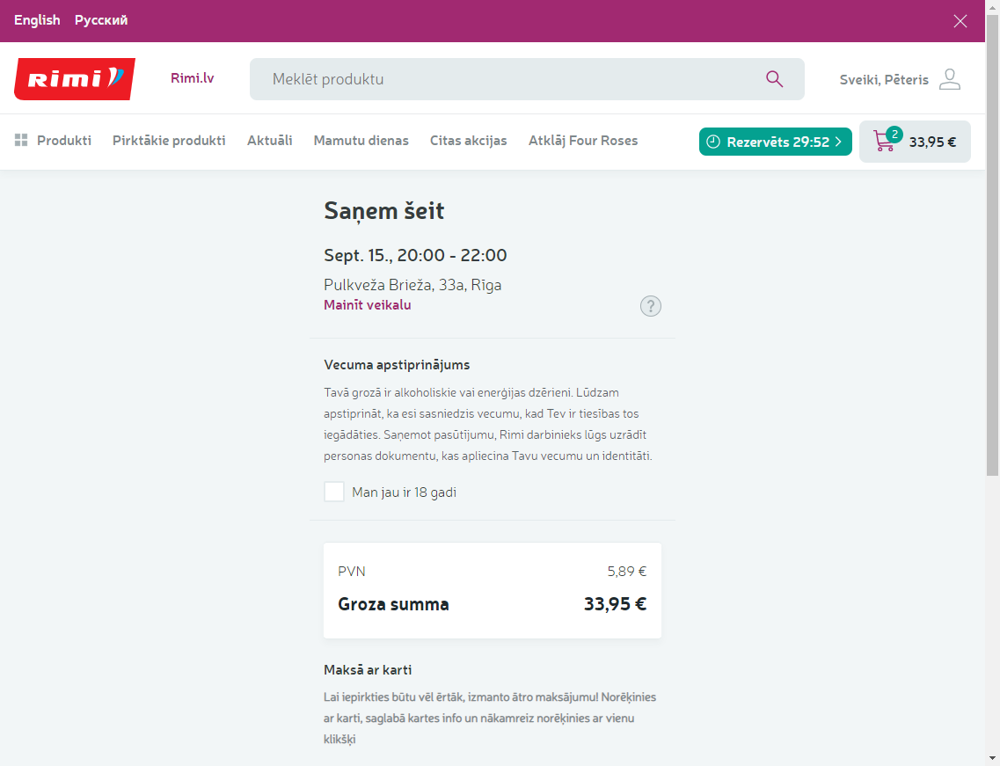 English Русский
Rimi
Rimi.lv
Meklēt produktu
Sveiki, Pēteris
Produkti Pirktākie produkti Aktuāli Mamutu dienas Citas akcijas Atklāj Four Roses
Rezervēts 29:52
2
33,95 €
Saņem šeit
Sept. 15., 20:00 - 22:00
Pulkveža Brieža, 33a, Rīga
Mainīt veikalu
?
Vecuma apstiprinājums
Tavā grozā ir alkoholiskie vai enerģijas dzērieni. Lūdzam
apstiprināt, ka esi sasniedzis vecumu, kad Tev ir tiesības tos
iegādāties. Saņemot pasūtījumu, Rimi darbinieks lūgs uzrādīt
personas dokumentu, kas apliecina Tavu vecumu un identitāti.
Man jau ir 18 gadi
PVN 5,89 €
Groza summa 33,95 €
Maksā ar karti
Lai iepirkties būtu vēl ērtāk, izmanto ātro maksājumu! Norēķinies
ar karti, saglabā kartes info un nākamreiz norēķinies ar vienu
klikšķi